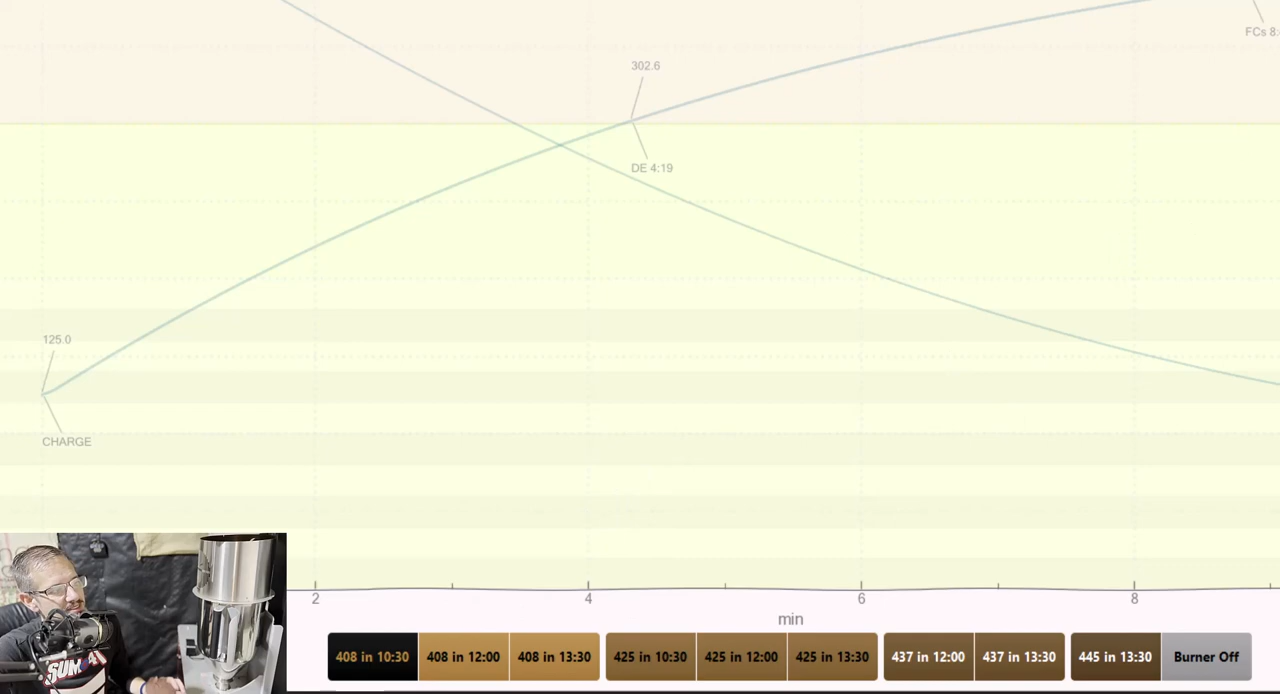 FCs 8:
302.6
DE 4:19
125.0
CHARGE
2 4 6 8
min
408 in 10:30 408 in 12:00 408 in 13:30 425 in 10:30 425 in 12:00 425 in 13:30 437 in 12:00 437 in 13:30 445 in 13:30 Burner Off
SUM